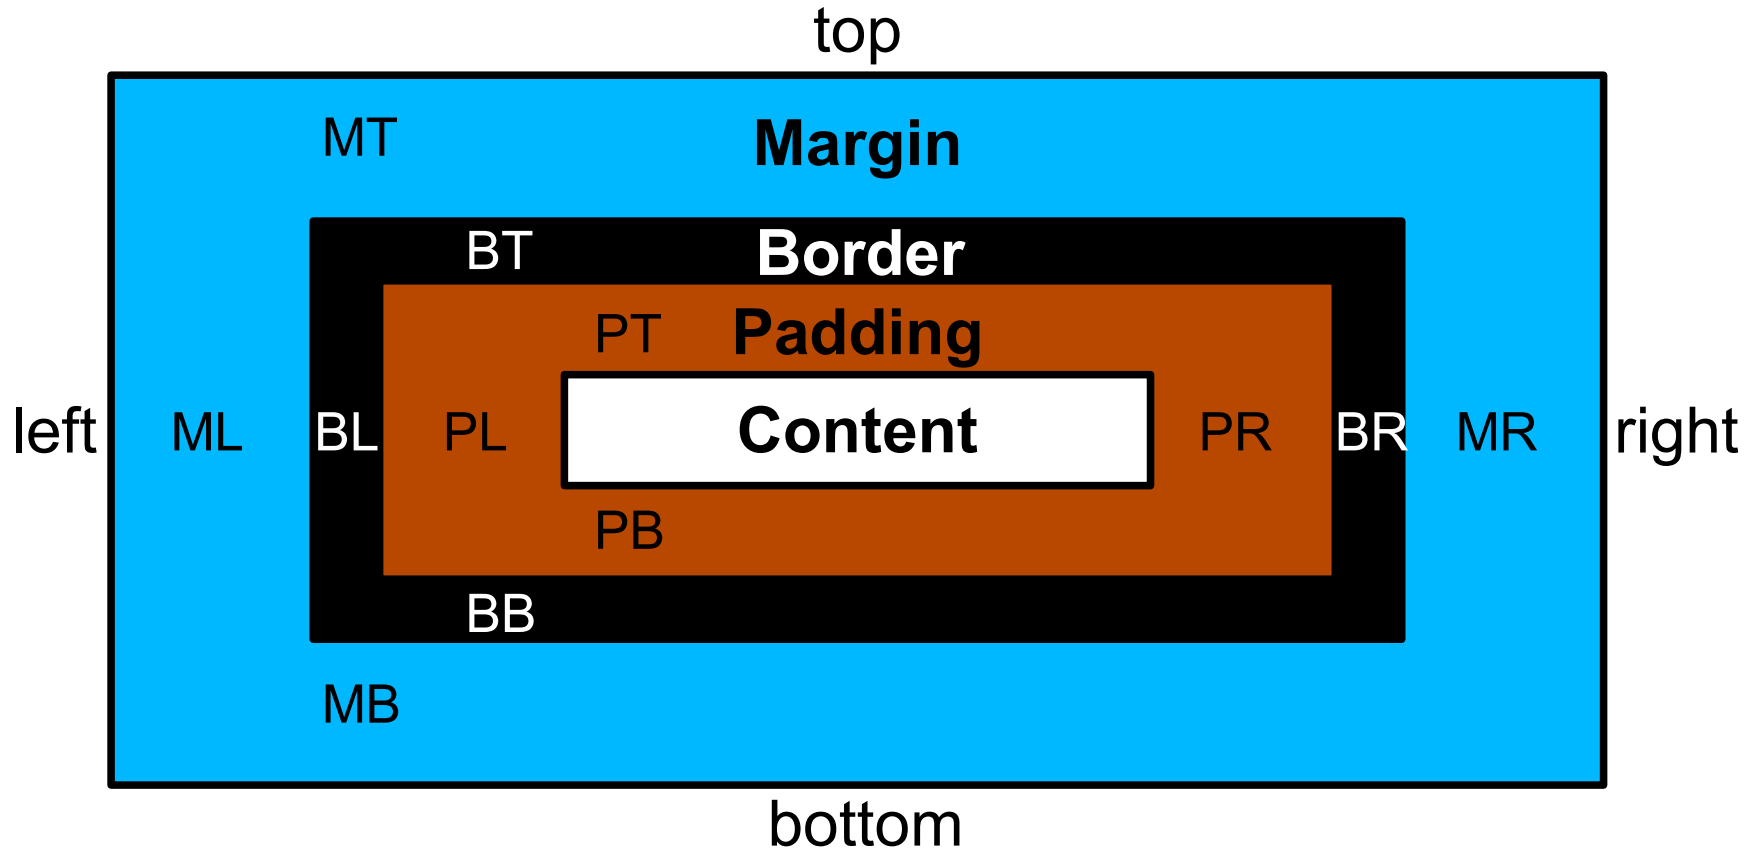 top
MT Margin
BT Border
PT Padding
left ML BL PL Content PR BR MR right
PB
BB
MB
bottom